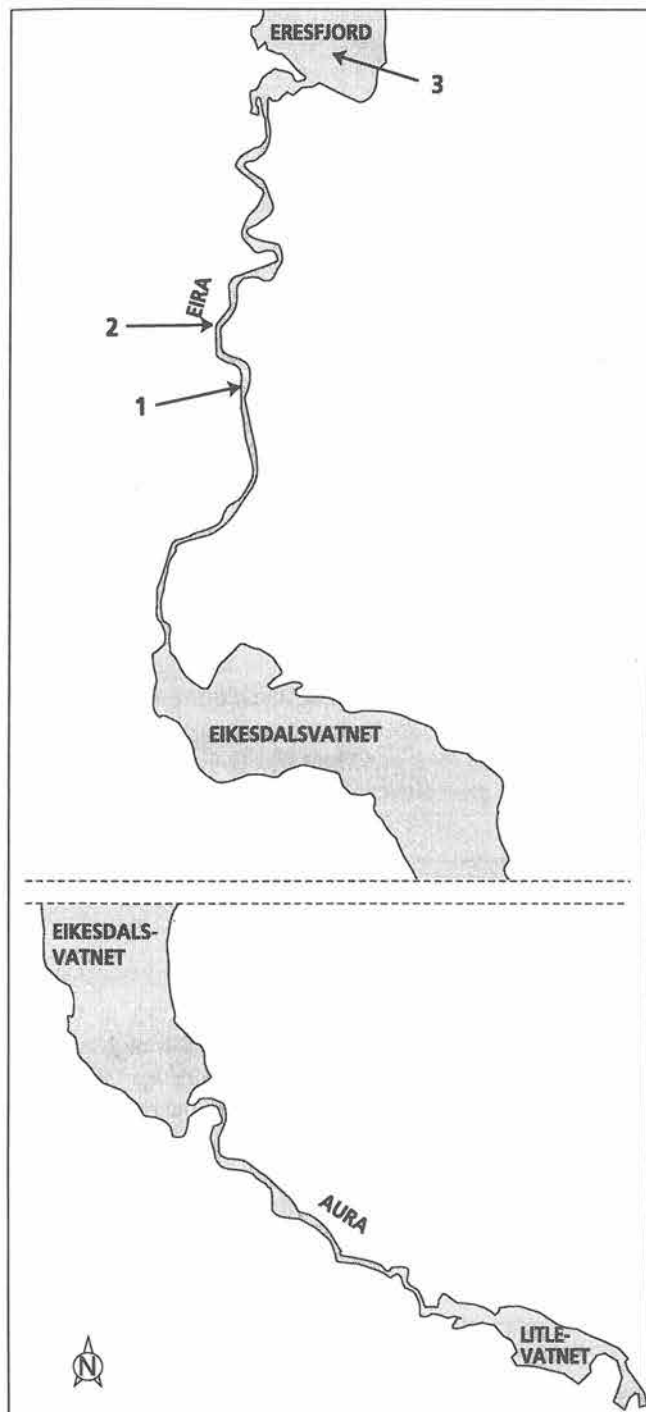 ERESFJORD
3
EIRA
2
1
EIKESDALSVATNET
EIKESDALS-
VATNET
AURA
LITLE-
VATNET
N